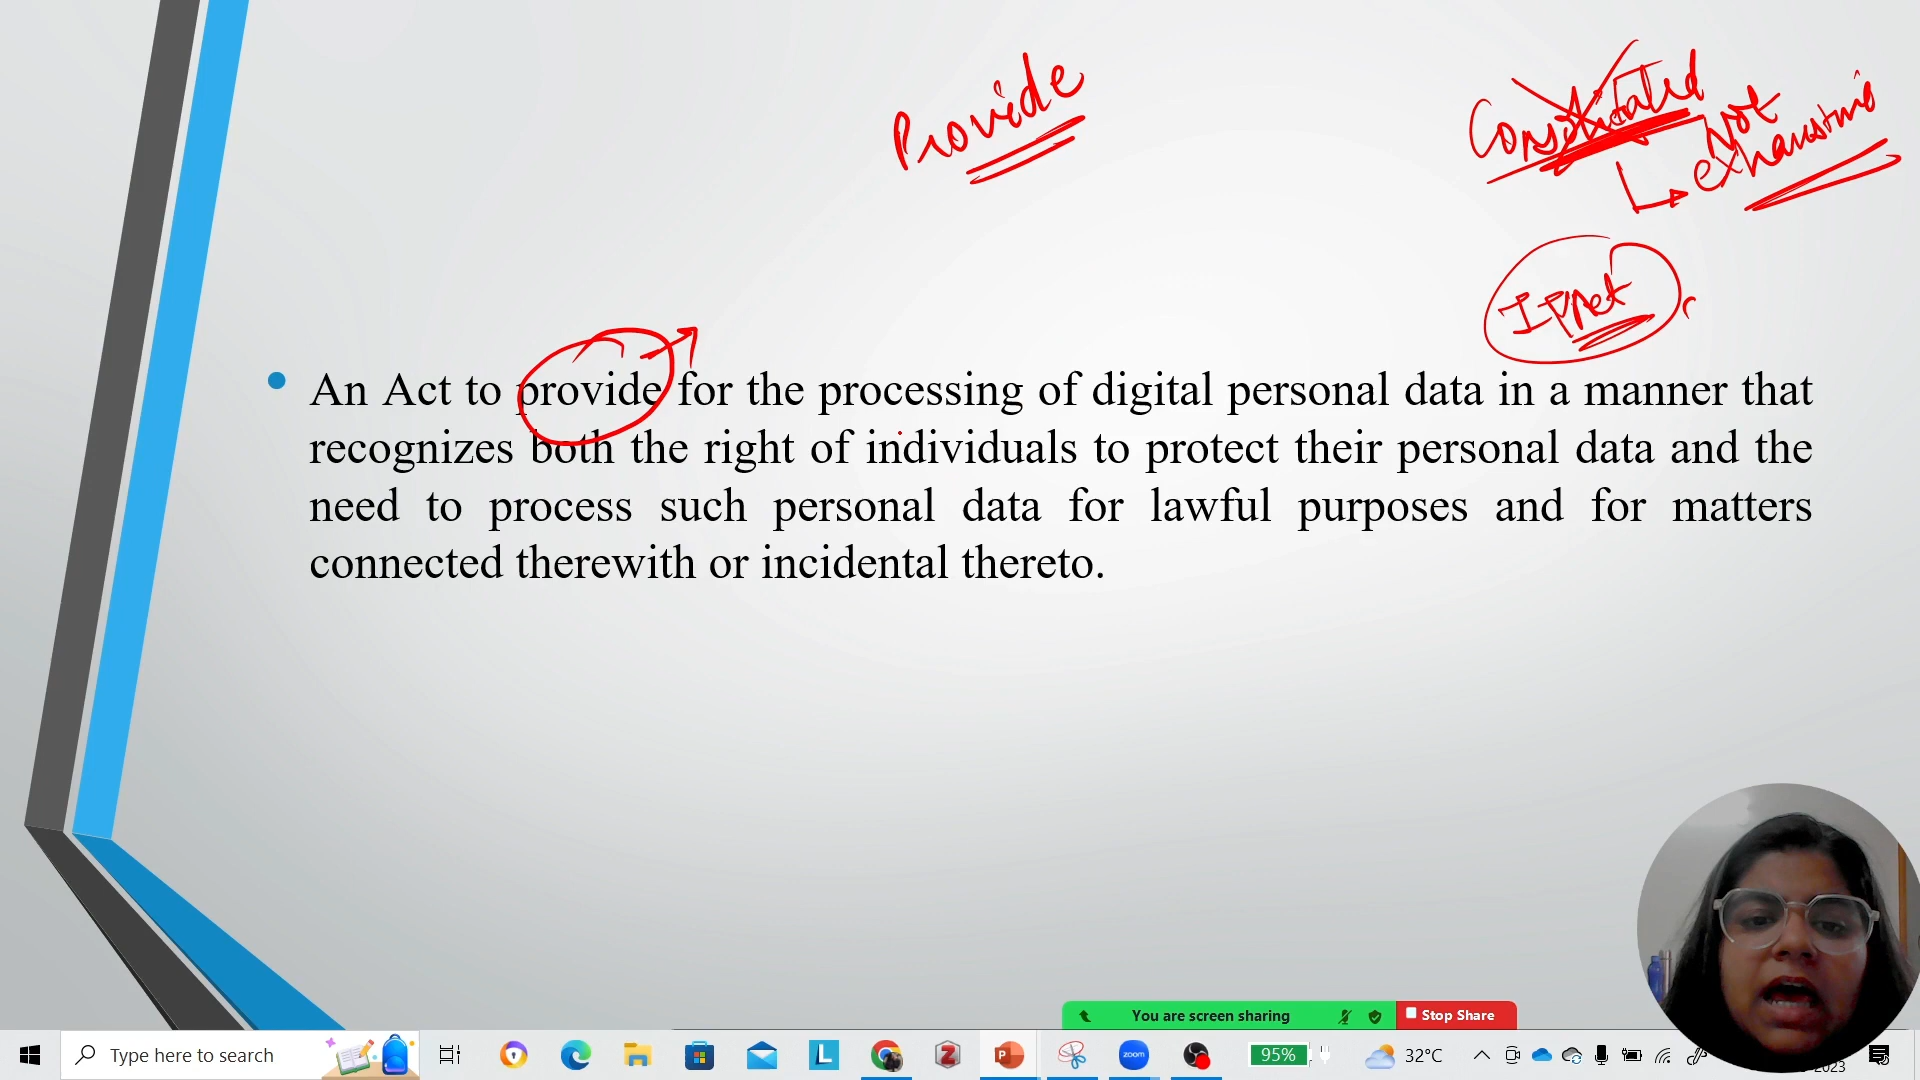 Provide
Consolidated
Not
exhaustive
• An Act to provide for the processing of digital personal data in a manner that
recognizes both the right of individuals to protect their personal data and the
need to process such personal data for lawful purposes and for matters
connected therewith or incidental thereto.
You are screen sharing
Stop Share
Type here to search
L
Z
P
zoom
95%
32°C
2023